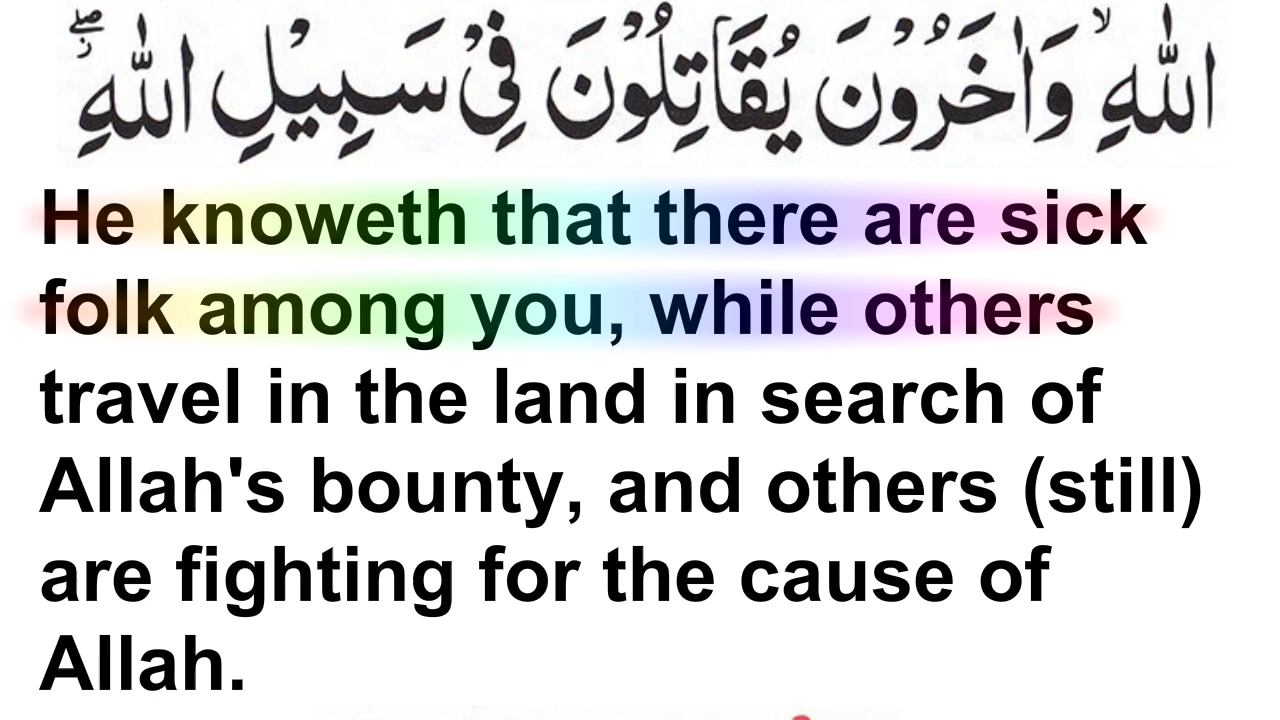 اللّٰهِ ۙ وَاٰخَرُوْنَ يُقَاتِلُوْنَ فِىْ سَبِيْلِ اللّٰهِ ۖز
He knoweth that there are sick
folk among you, while others
travel in the land in search of
Allah's bounty, and others (still)
are fighting for the cause of
Allah.